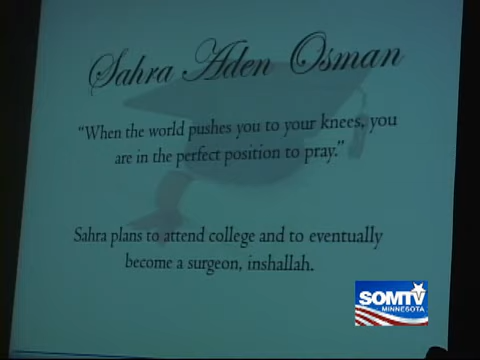 Sahra Aden Osman
"When the world pushes you to your knees, you
are in the perfect position to pray."
Sahra plans to attend college and to eventually
become a surgeon, inshallah.
SOMTV
MINNESOTA